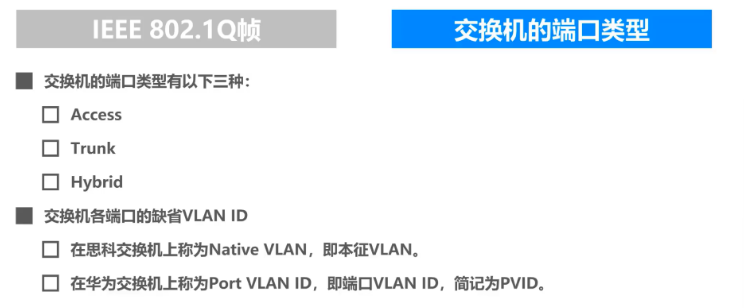 IEEE 802.1Q帧
交换机的端口类型
交换机的端口类型有以下三种：
Access
Trunk
Hybrid
交换机各端口的缺省VLAN ID
在思科交换机上称为Native VLAN，即本征VLAN。
在华为交换机上称为Port VLAN ID，即端口VLAN ID，简记为PVID。